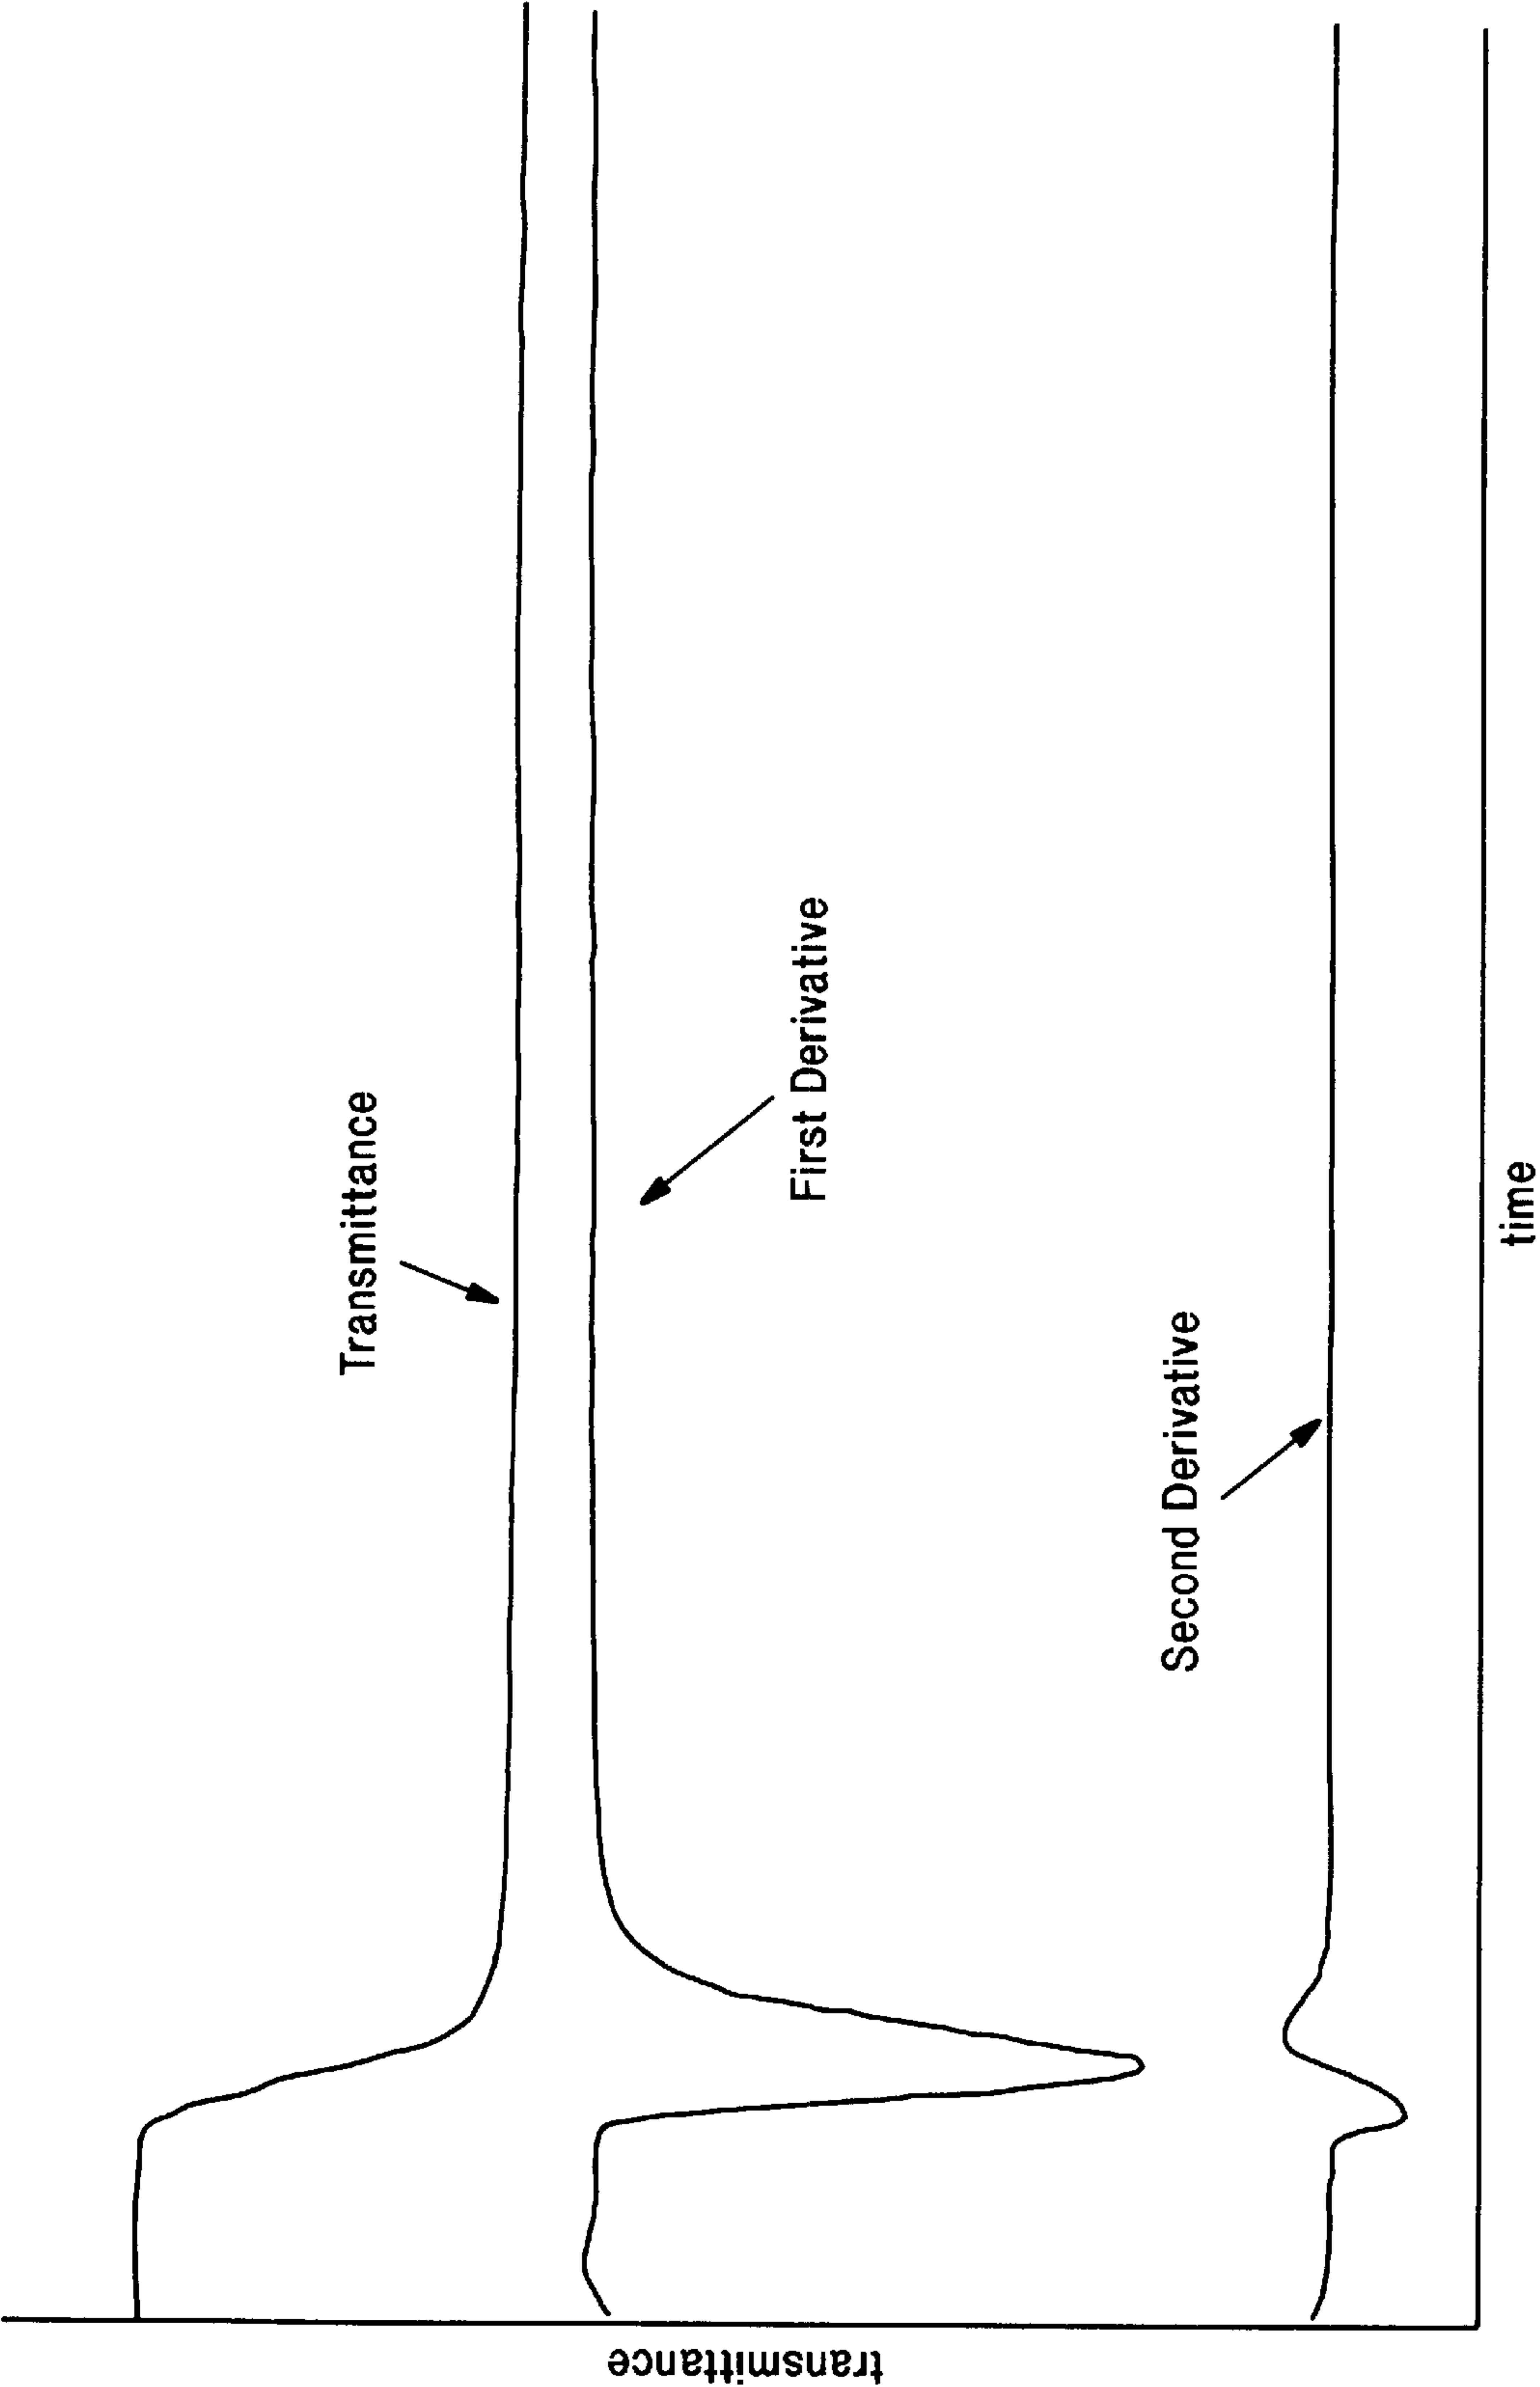 Transmittance
First Derivative
Second Derivative
transmittance
time